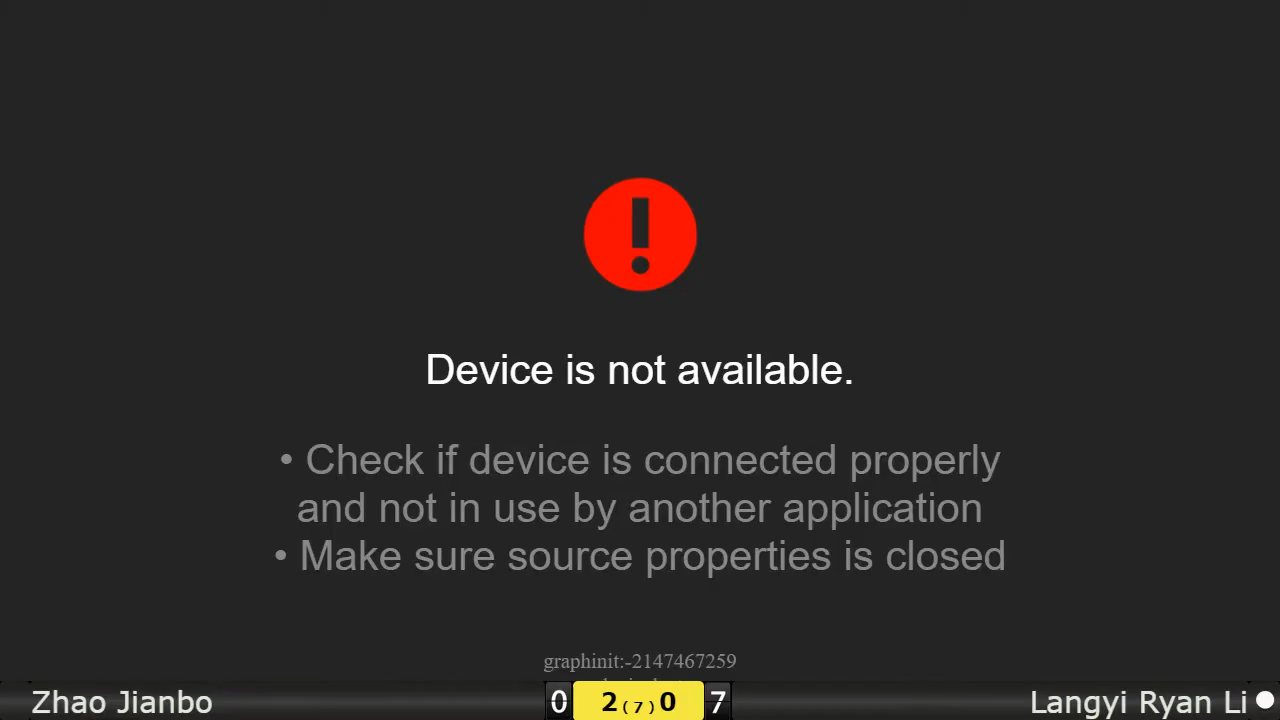 Device is not available.
• Check if device is connected properly
and not in use by another application
• Make sure source properties is closed
graphinit:-2147467259
Zhao Jianbo 0 2 (7) 0 7 Langyi Ryan Li